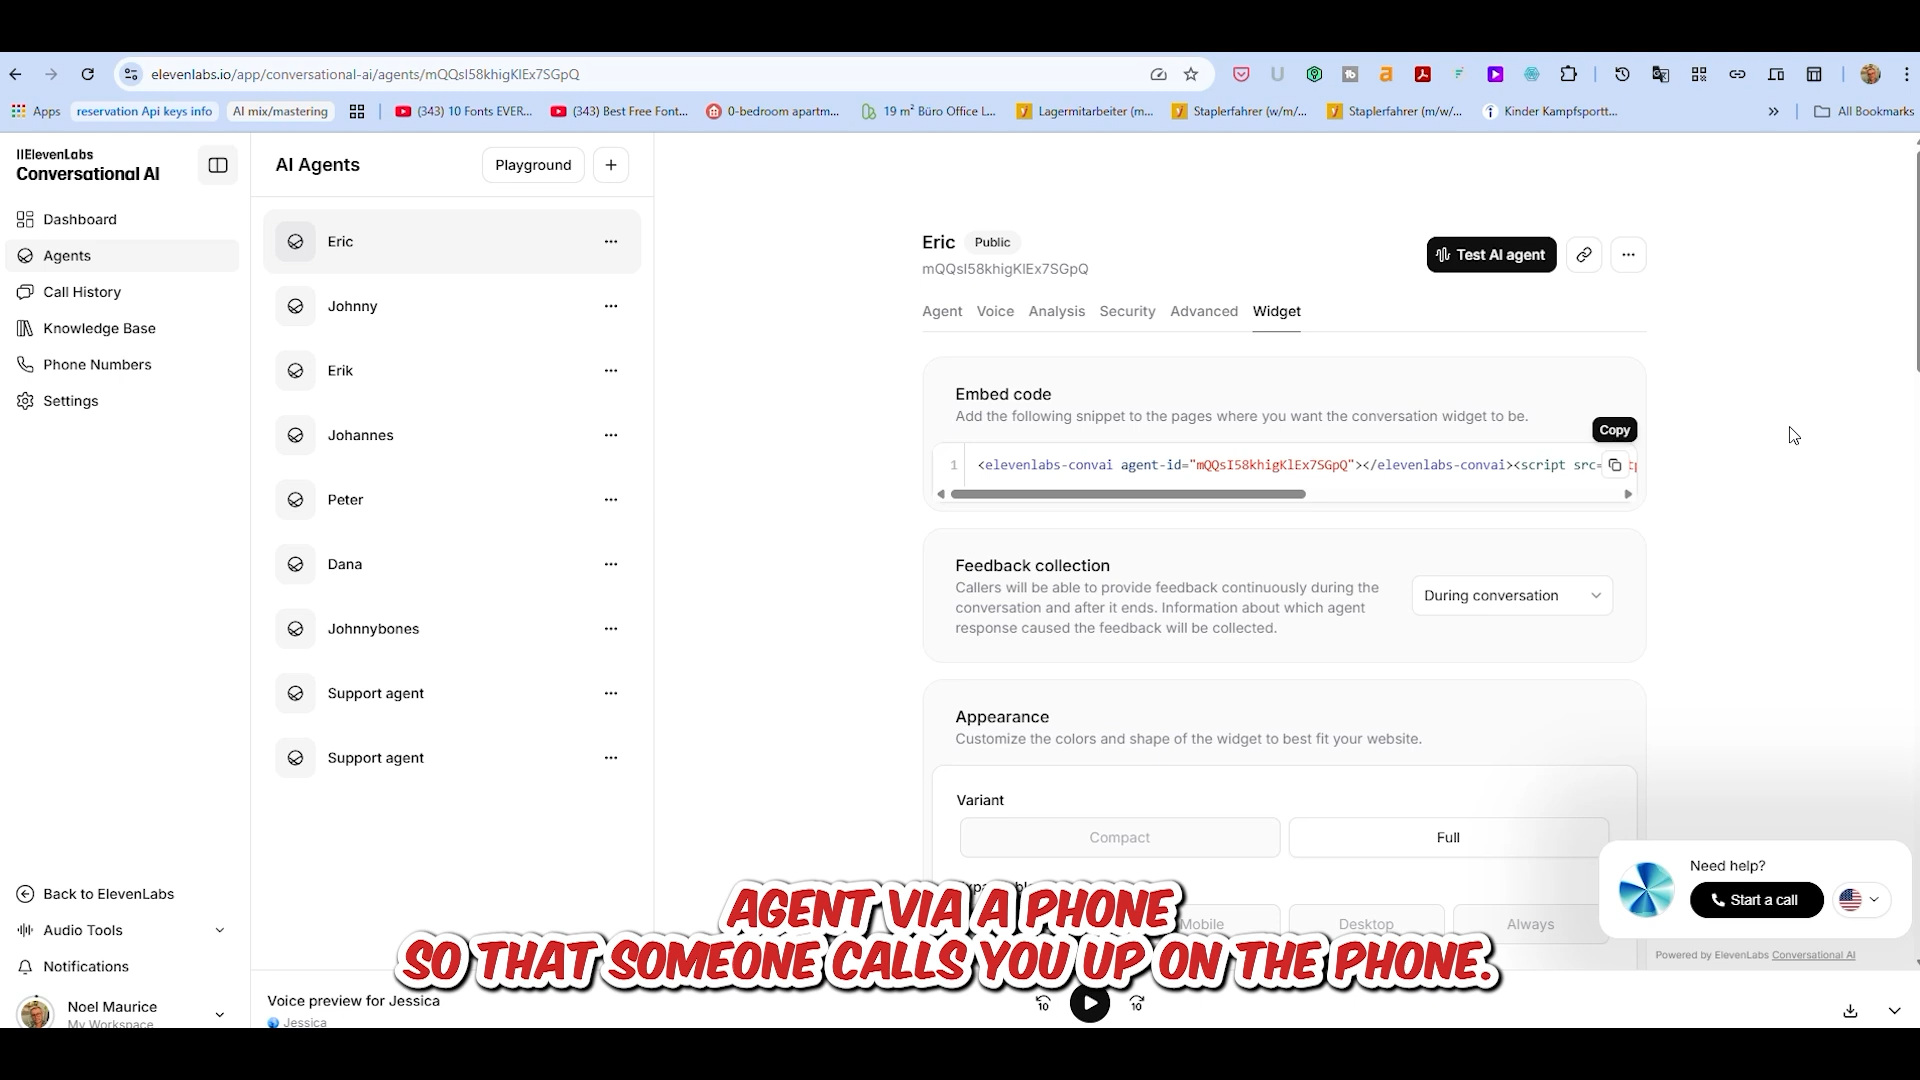 elevenlabs.io/app/conversational-ai/agents/mQQsI58khigKlEx7SGpQ
Apps
reservation Api keys info
AI mix/mastering
(343) 10 Fonts EVER...
(343) Best Free Font...
0-bedroom apartm...
19 m² Büro Office L...
Lagermitarbeiter (m...
Staplerfahrer (w/m/...
Staplerfahrer (m/w/...
Kinder Kampfsportt...
All Bookmarks
IIElevenLabs
Conversational AI
Dashboard
Agents
Call History
Knowledge Base
Phone Numbers
Settings
Back to ElevenLabs
Audio Tools
Notifications
Noel Maurice
My Workspace
AI Agents
Playground
Eric
Johnny
Erik
Johannes
Peter
Dana
Johnnybones
Support agent
Support agent
Eric
Public
mQQsI58khigKlEx7SGpQ
Test AI agent
Agent
Voice
Analysis
Security
Advanced
Widget
Embed code
Add the following snippet to the pages where you want the conversation widget to be.
Copy
1
<elevenlabs-convai agent-id="mQQsI58khigKlEx7SGpQ"></elevenlabs-convai><script src=
Feedback collection
Callers will be able to provide feedback continuously during the
conversation and after it ends. Information about which agent
response caused the feedback will be collected.
During conversation
Appearance
Customize the colors and shape of the widget to best fit your website.
Variant
Compact
Full
Mobile
Desktop
Always
Need help?
Start a call
Powered by ElevenLabs Conversational AI
AGENT VIA A PHONE
SO THAT SOMEONE CALLS YOU UP ON THE PHONE.
Voice preview for Jessica
Jessica
10
10